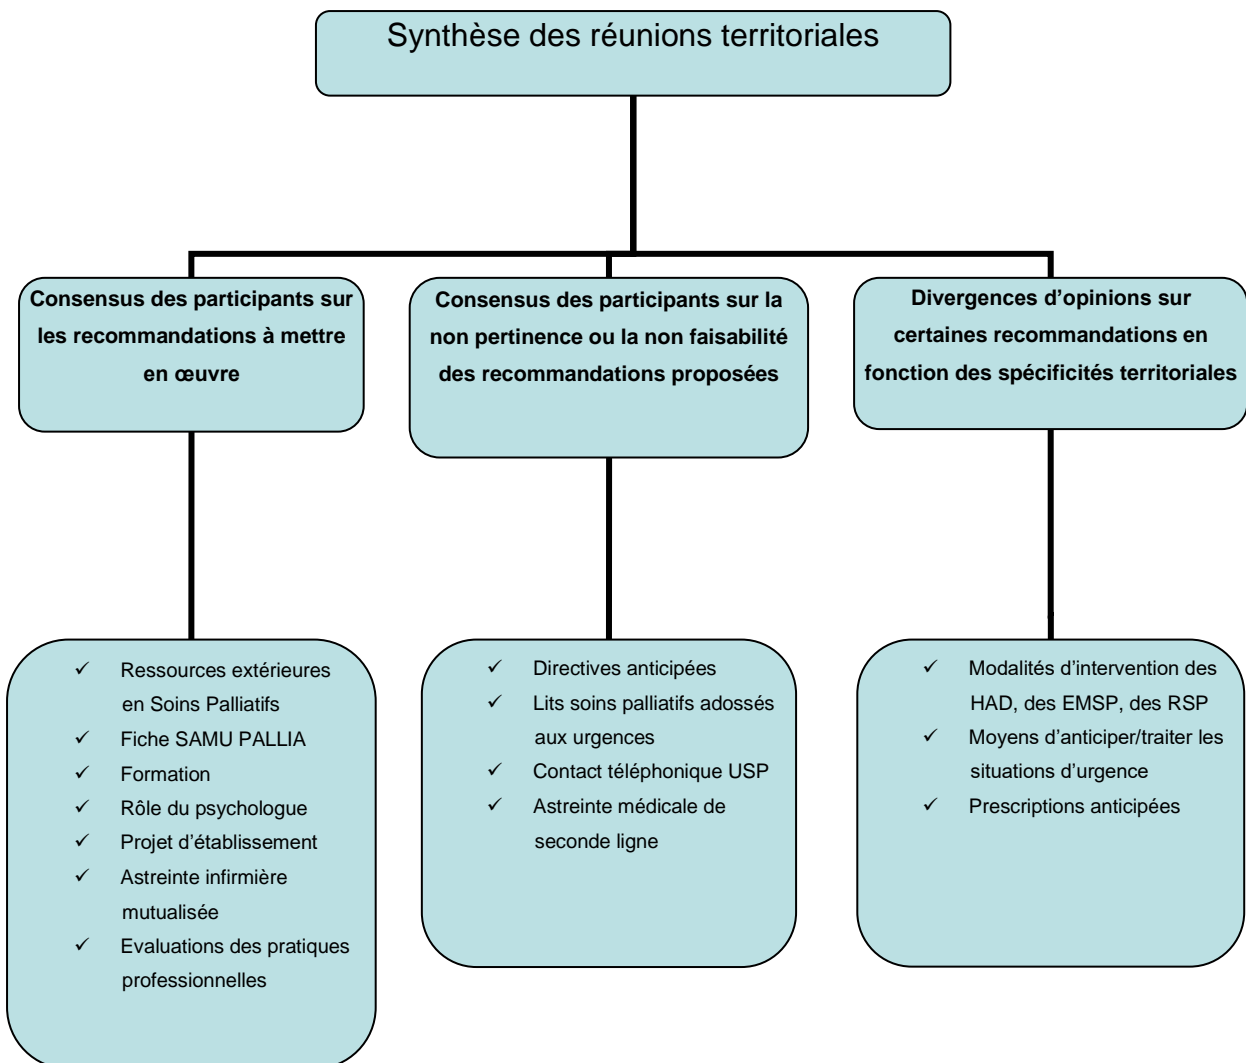 Synthèse des réunions territoriales
Consensus des participants sur
les recommandations à mettre
en œuvre
Consensus des participants sur la
non pertinence ou la non faisabilité
des recommandations proposées
Divergences d’opinions sur
certaines recommandations en
fonction des spécificités territoriales
✓ Ressources extérieures
en Soins Palliatifs
✓ Fiche SAMU PALLIA
✓ Formation
✓ Rôle du psychologue
✓ Projet d’établissement
✓ Astreinte infirmière
mutualisée
✓ Evaluations des pratiques
professionnelles
✓ Directives anticipées
✓ Lits soins palliatifs adossés
aux urgences
✓ Contact téléphonique USP
✓ Astreinte médicale de
seconde ligne
✓ Modalités d’intervention des
HAD, des EMSP, des RSP
✓ Moyens d’anticiper/traiter les
situations d’urgence
✓ Prescriptions anticipées